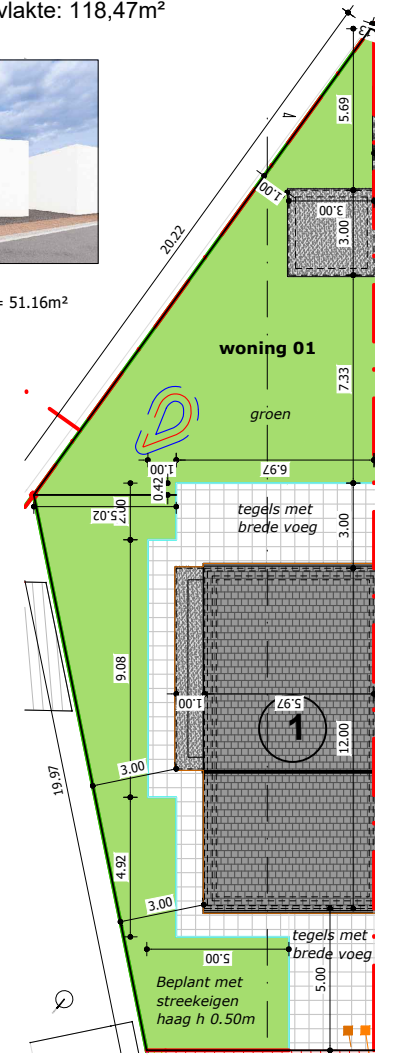 vlakte: 118,47m²
13
5.69
1.00
3.00
3.00
20.22
= 51.16m²
woning 01
7.33
groen
1.00
6.97
0.42
5.02
tegels met
brede voeg
3.00
9.08
1.00
5.97
1
12.00
3.00
19.97
4.92
3.00
tegels met
brede voeg
5.00
5.00
Beplant met
streekeigen
haag h 0.50m